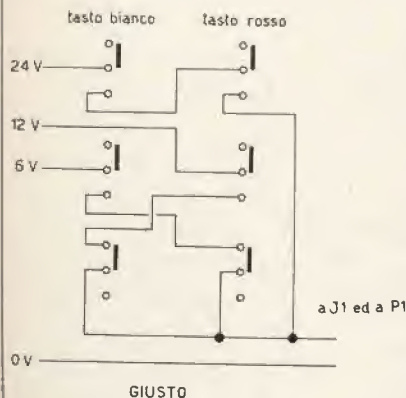 tasto bianco tasto rosso
24 V
12 V
6 V
a J1 ed a P1
0 V
GIUSTO